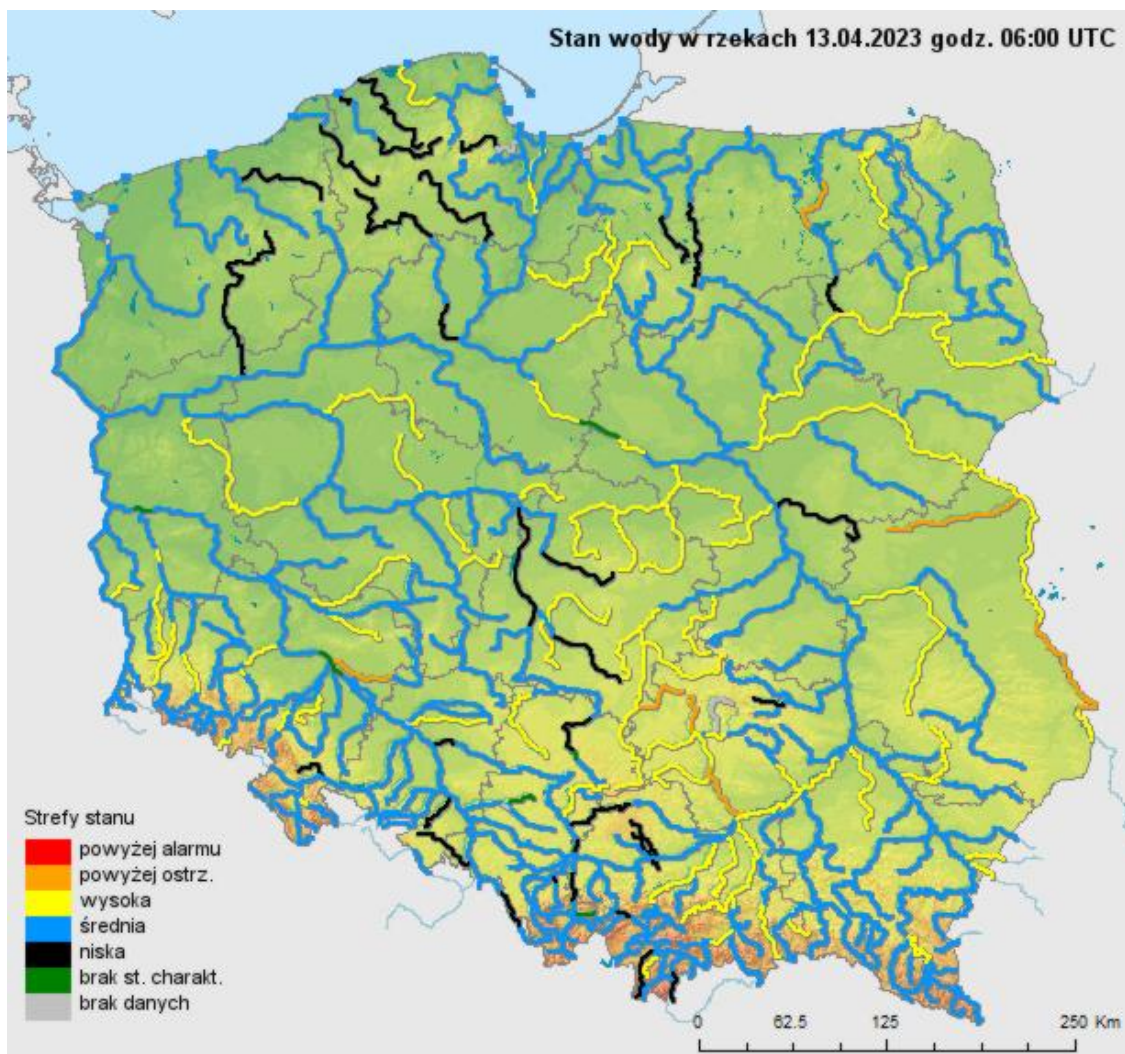 Stan wody w rzekach 13.04.2023 godz. 06:00 UTC
Strefy stanu
powyżej alarmu
powyżej ostrz.
wysoka
średnia
niska
brak st. charakt.
brak danych
0 62.5 125 250 Km